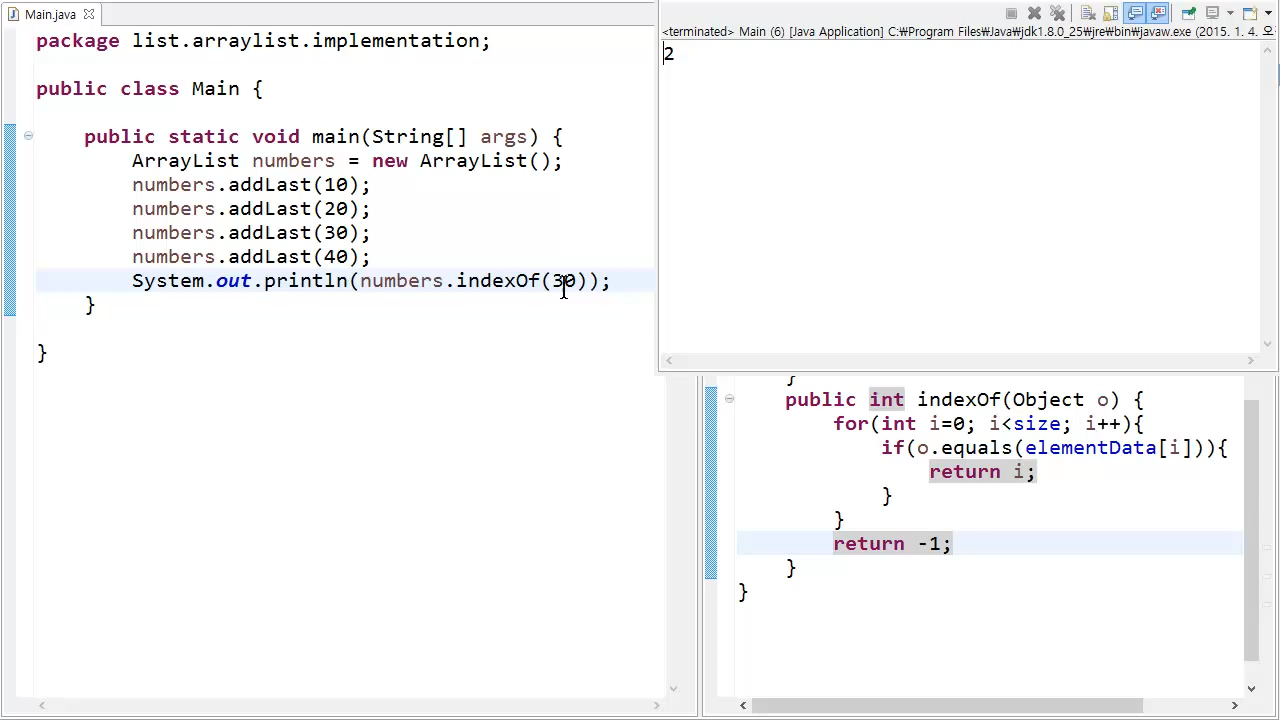 Main.java
package list.arraylist.implementation;
public class Main {
public static void main(String[] args) {
ArrayList numbers = new ArrayList();
numbers.addLast(10);
numbers.addLast(20);
numbers.addLast(30);
numbers.addLast(40);
System.out.println(numbers.indexOf(30));
}
}
<terminated> Main (6) [Java Application] C:₩Program Files₩Java₩jdk1.8.0_25₩jre₩bin₩javaw.exe (2015. 1. 4. 오
2
}
public int indexOf(Object o) {
for(int i=0; i<size; i++){
if(o.equals(elementData[i])){
return i;
}
}
return -1;
}
}